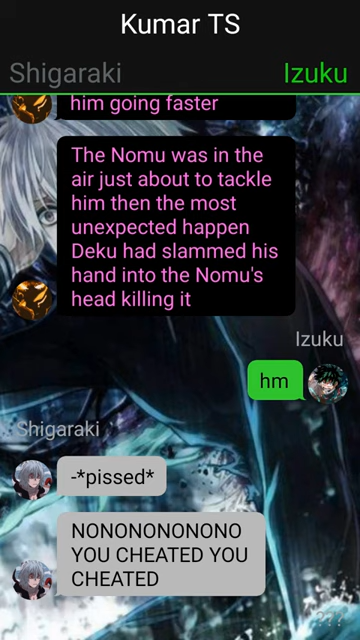 Kumar TS
Shigaraki Izuku
him going faster
The Nomu was in the
air just about to tackle
him then the most
unexpected happen
Deku had slammed his
hand into the Nomu's
head killing it
Izuku
hm
Shigaraki
-*pissed*
NONONONONONO
YOU CHEATED YOU
CHEATED
???